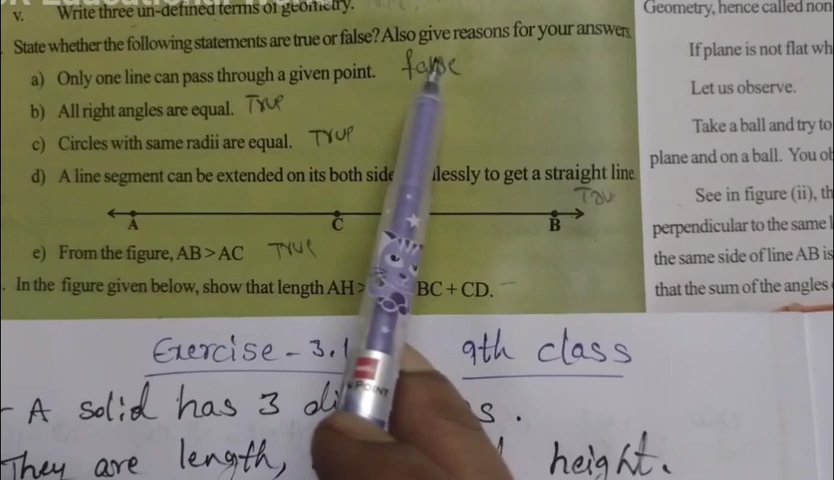 v. Write three un-defined terms of geometry.
State whether the following statements are true or false? Also give reasons for your answers.
a) Only one line can pass through a given point. false
b) All right angles are equal. True
c) Circles with same radii are equal. True
d) A line segment can be extended on its both side lessly to get a straight line.
A C B
e) From the figure, AB > AC True
. In the figure given below, show that length AH > BC + CD.
Exercise - 3.1 9th class
- A solid has 3 di s.
They are length, height.
Geometry, hence called non
If plane is not flat wh
Let us observe.
Take a ball and try to
plane and on a ball. You ob
See in figure (ii), th
perpendicular to the same l
the same side of line AB is
that the sum of the angles